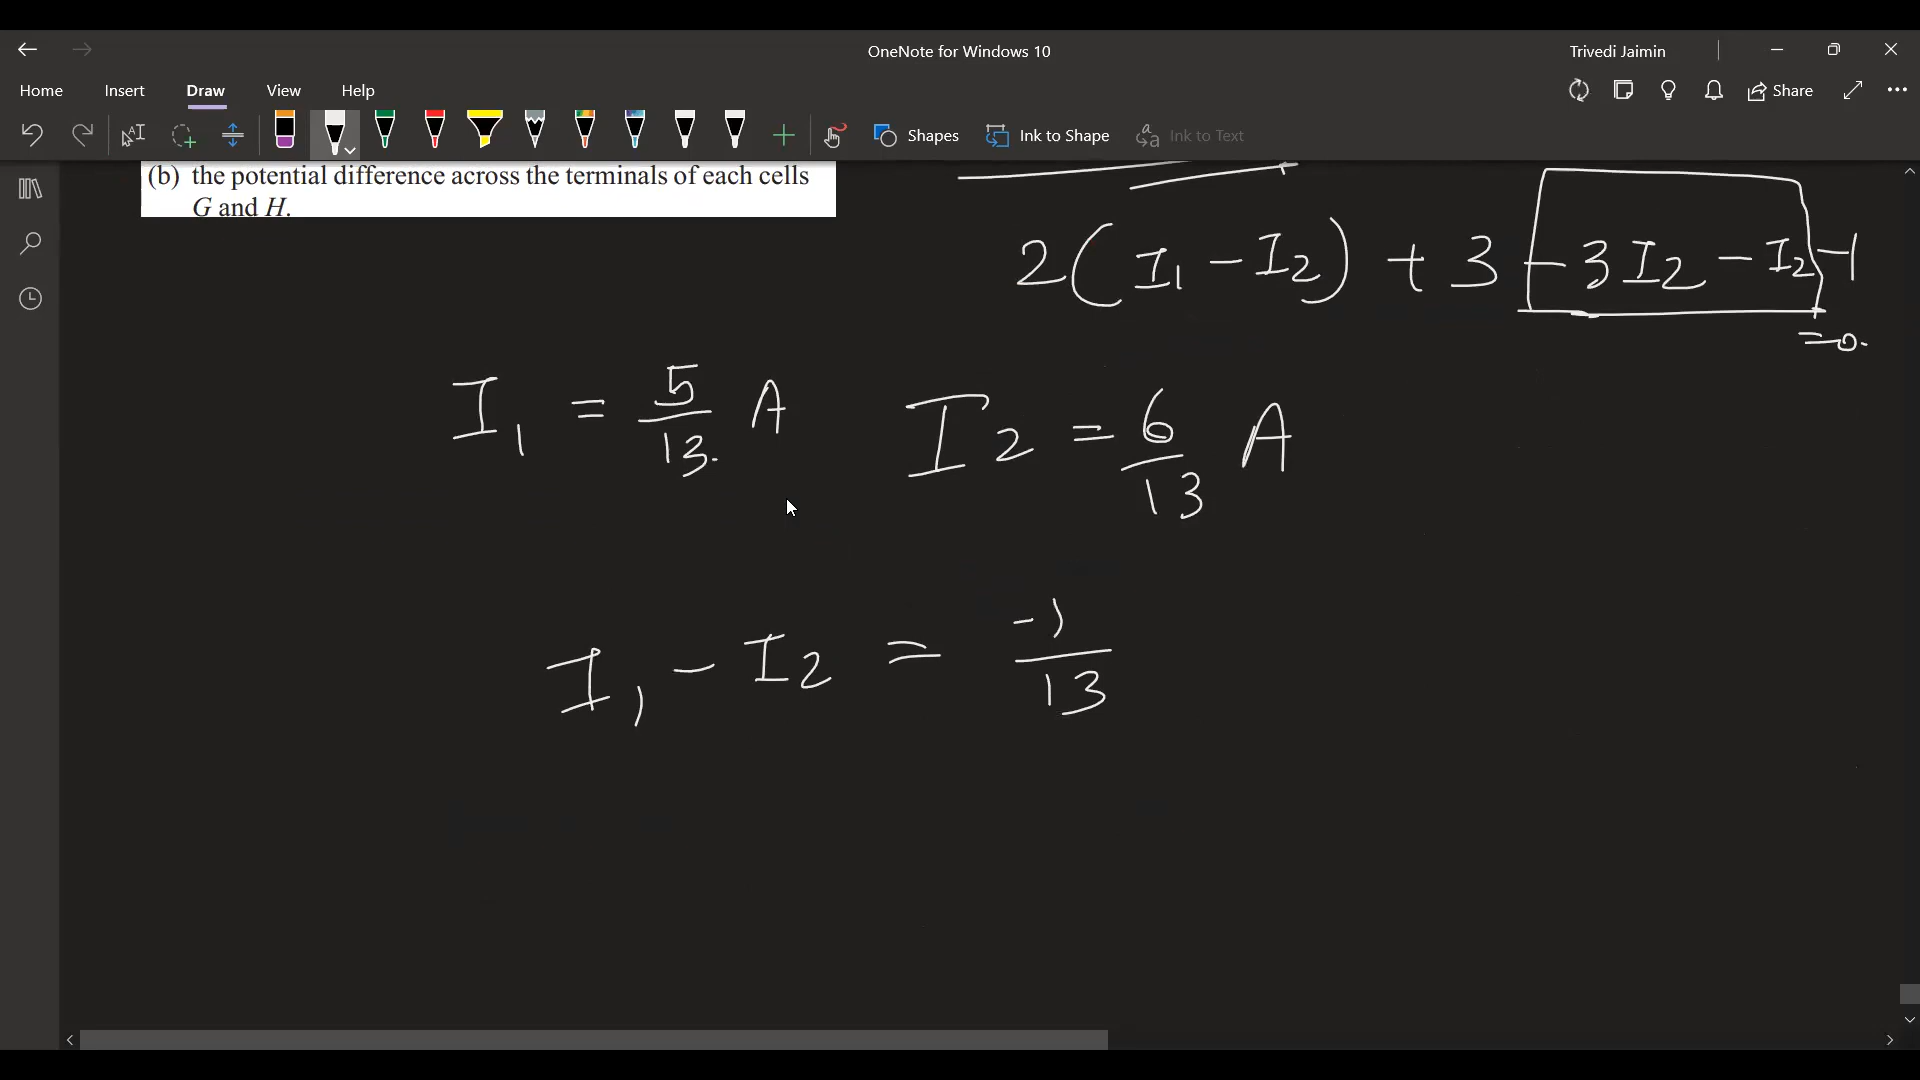 OneNote for Windows 10
Trivedi Jaimin
Home Insert Draw View Help
Share
Shapes Ink to Shape Ink to Text
(b) the potential difference across the terminals of each cells
G and H.
2(I1 - I2) + 3 - 3I2 - I2 - 1
= 0.
I1 = 5/13. A I2 = 6/13 A
I1 - I2 = -1/13